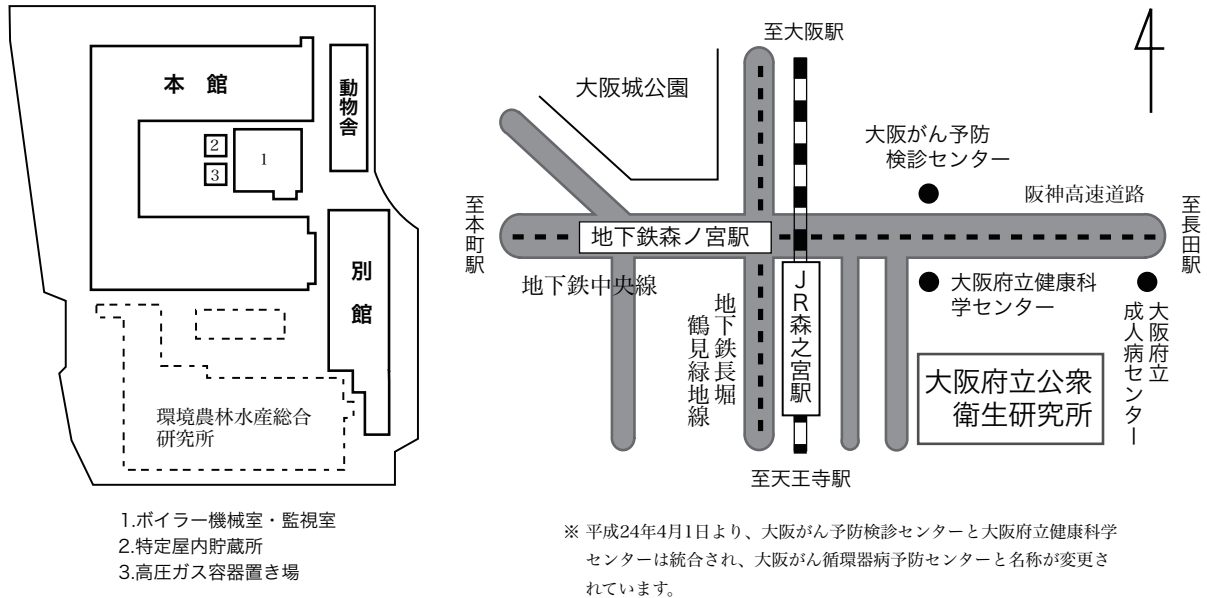 本 館
動物舎
2
3
1
別館
環境農林水産総合
研究所
1.ボイラー機械室・監視室
2.特定屋内貯蔵所
3.高圧ガス容器置き場
至大阪駅
大阪城公園
大阪がん予防
検診センター
阪神高速道路
至本町駅
地下鉄森ノ宮駅
至長田駅
地下鉄中央線
地下鉄長堀
鶴見緑地線
JR森之宮駅
大阪府立健康科
学センター
大阪府立
成人病センター
大阪府立公衆
衛生研究所
至天王寺駅
※ 平成24年4月1日より、大阪がん予防検診センターと大阪府立健康科学
センターは統合され、大阪がん循環器病予防センターと名称が変更さ
れています。